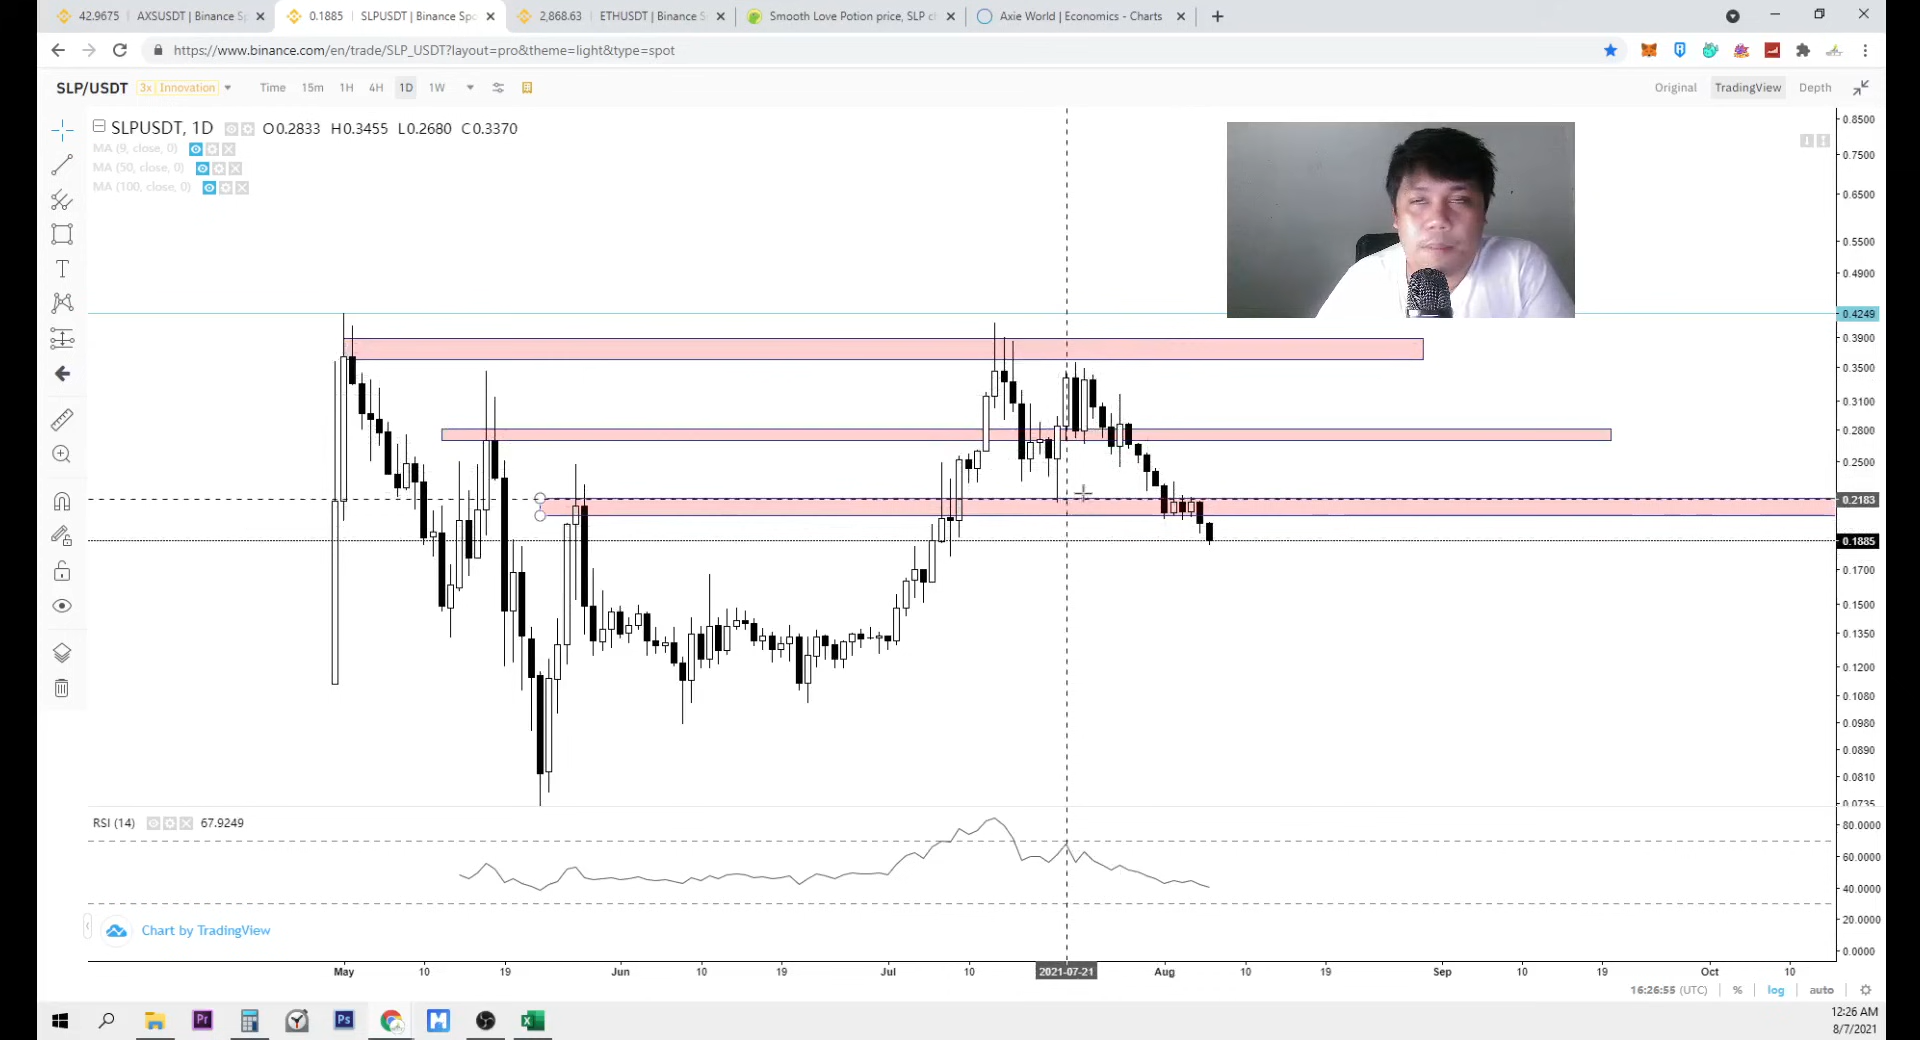 42.9675 AXSUSDT | Binance Sp
0.1885 SLPUSDT | Binance Spo
2,868.63 ETHUSDT | Binance S
Smooth Love Potion price, SLP c
Axie World | Economics - Charts
https://www.binance.com/en/trade/SLP_USDT?layout=pro&theme=light&type=spot
SLP/USDT 3x Innovation Time 15m 1H 4H 1D 1W Original TradingView Depth
SLPUSDT, 1D O0.2833 H0.3455 L0.2680 C0.3370
MA (9, close, 0)
MA (50, close, 0)
MA (100, close, 0)
0.8500
0.7500
0.6500
0.5500
0.4900
0.4249
0.3900
0.3500
0.3100
0.2800
0.2500
0.2183
0.1885
0.1700
0.1500
0.1350
0.1200
0.1080
0.0980
0.0890
0.0810
0.0735
RSI (14) 67.9249
80.0000
60.0000
40.0000
20.0000
0.0000
Chart by TradingView
May 10 19 Jun 10 19 Jul 10 2021-07-21 Aug 10 19 Sep 10 19 Oct 10
16:26:55 (UTC) % log auto
Pr Ps M X
12:26 AM
8/7/2021